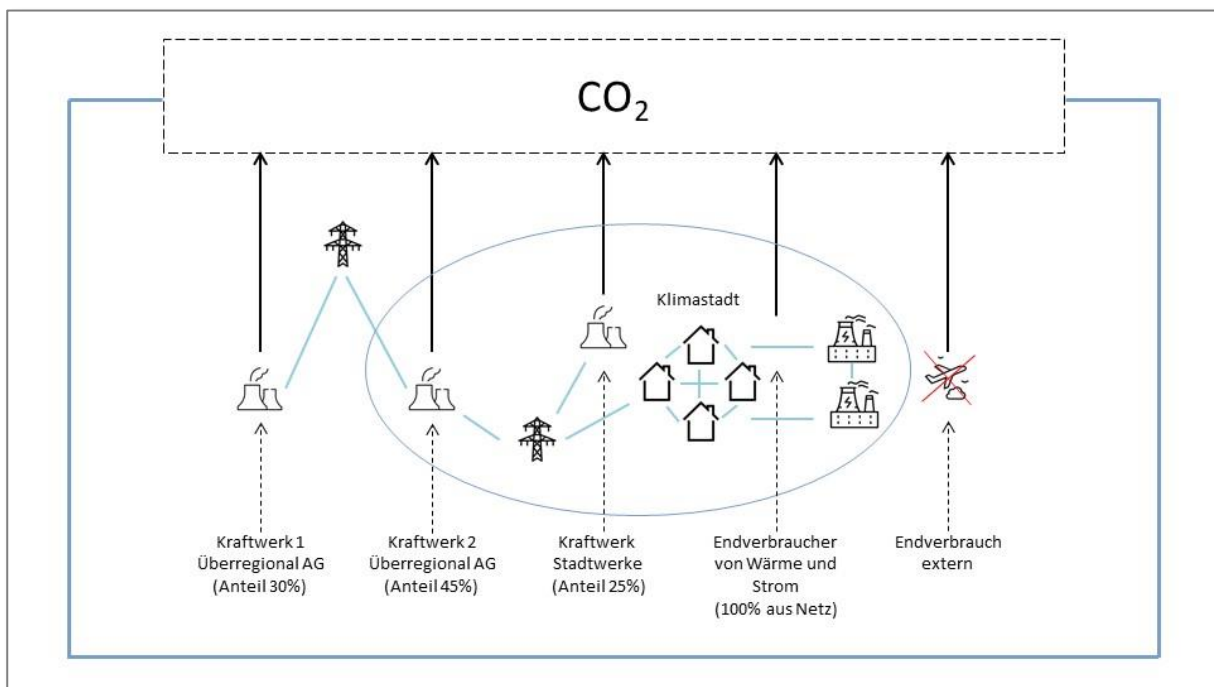 CO₂
Klimastadt
Kraftwerk 1
Überregional AG
(Anteil 30%)
Kraftwerk 2
Überregional AG
(Anteil 45%)
Kraftwerk
Stadtwerke
(Anteil 25%)
Endverbraucher
von Wärme und
Strom
(100% aus Netz)
Endverbrauch
extern